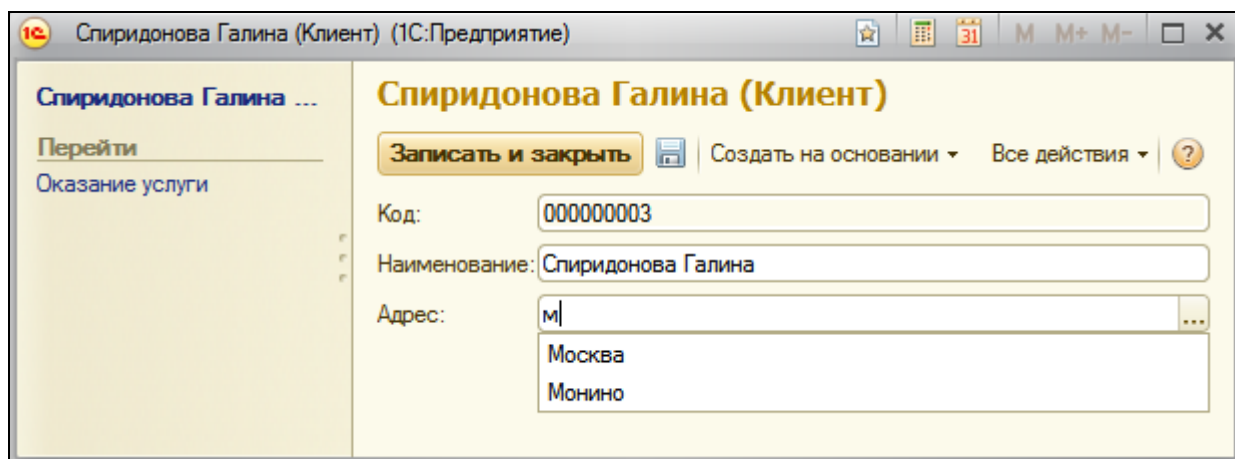 Спиридонова Галина (Клиент) (1С:Предприятие)
31 M M+ M-
Спиридонова Галина ...
Перейти
Оказание услуги
Спиридонова Галина (Клиент)
Записать и закрыть Создать на основании Все действия ?
Код: 000000003
Наименование: Спиридонова Галина
Адрес: м ...
Москва
Монино